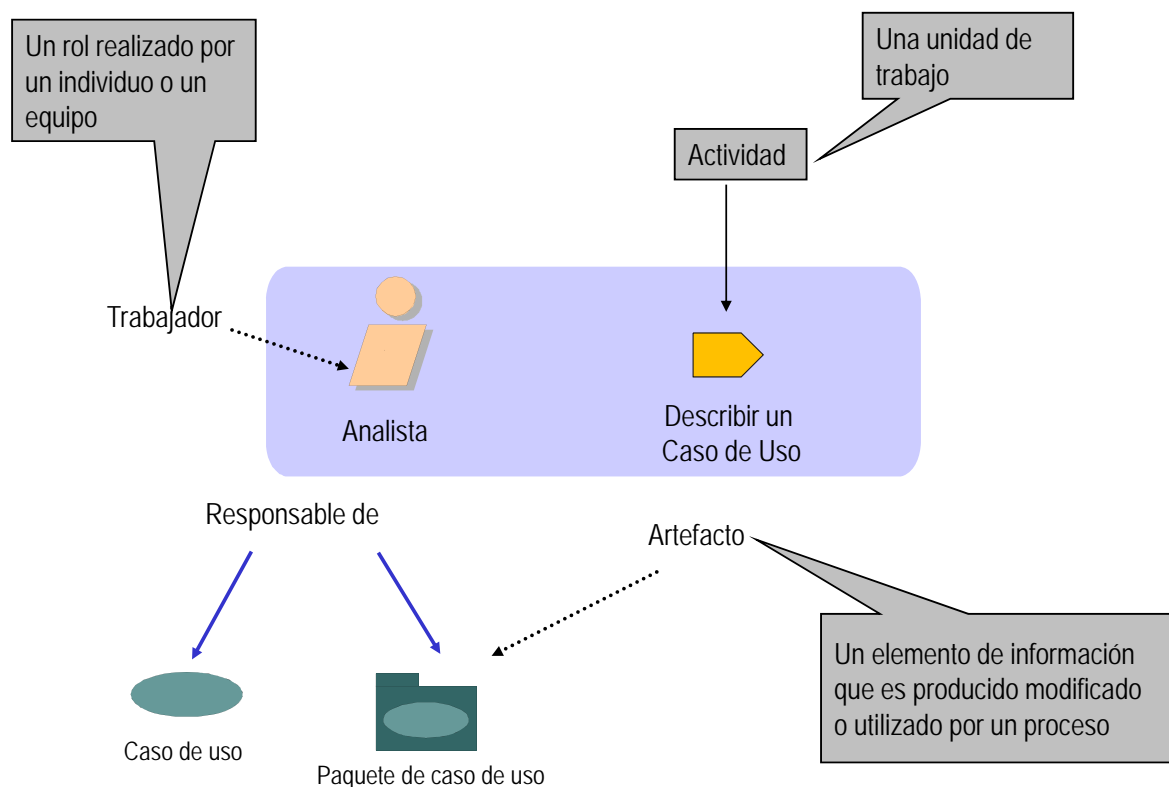 Un rol realizado por
un individuo o un
equipo
Una unidad de
trabajo
Actividad
Trabajador
Analista
Describir un
Caso de Uso
Responsable de
Artefacto
Un elemento de información
que es producido modificado
o utilizado por un proceso
Caso de uso
Paquete de caso de uso